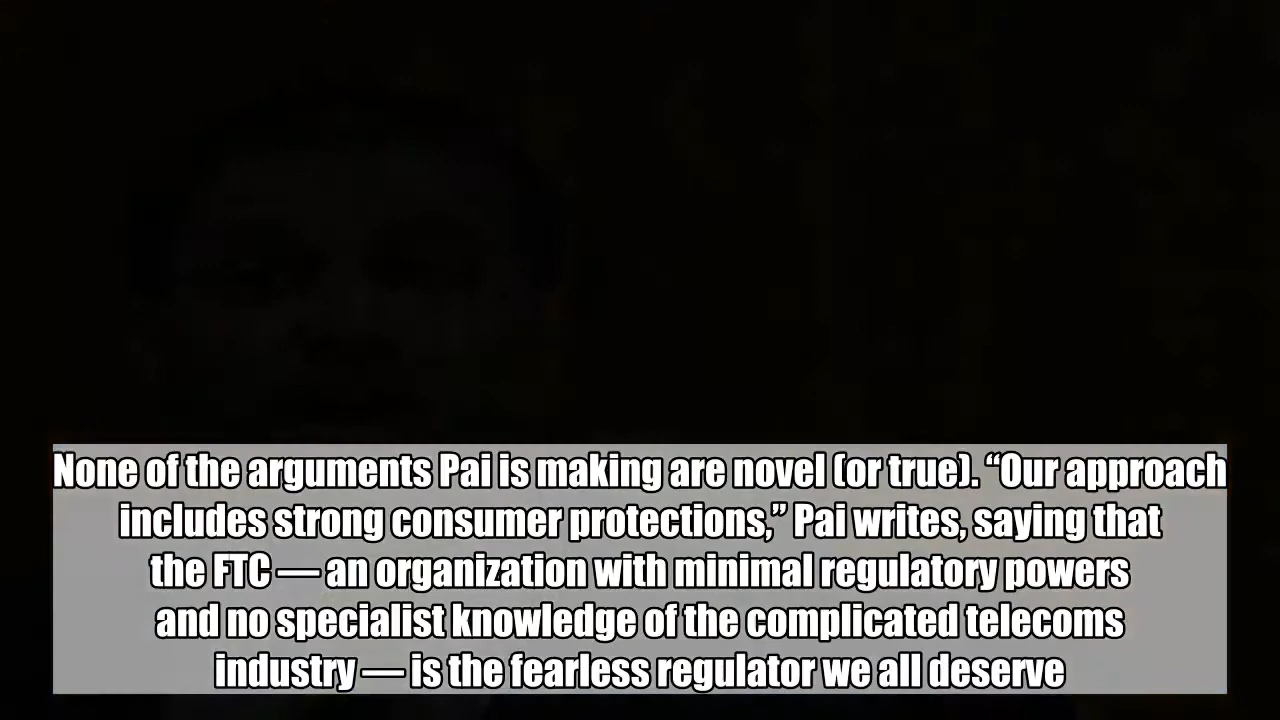 None of the arguments Pai is making are novel (or true). “Our approach
includes strong consumer protections,” Pai writes, saying that
the FTC — an organization with minimal regulatory powers
and no specialist knowledge of the complicated telecoms
industry — is the fearless regulator we all deserve